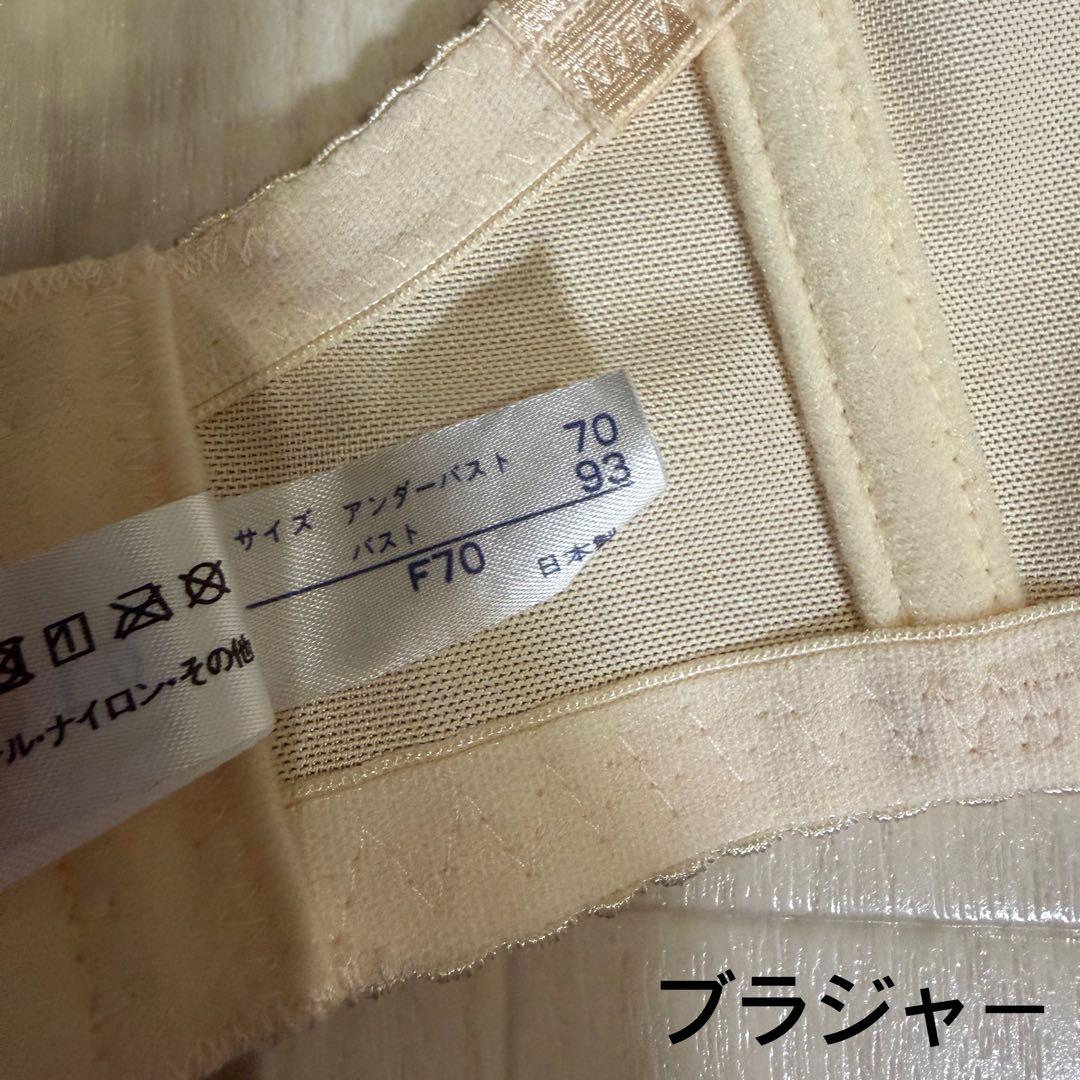 サイズ アンダーバスト 70
バスト 93
F70 日本製
ル・ナイロン・その他
ブラジャー